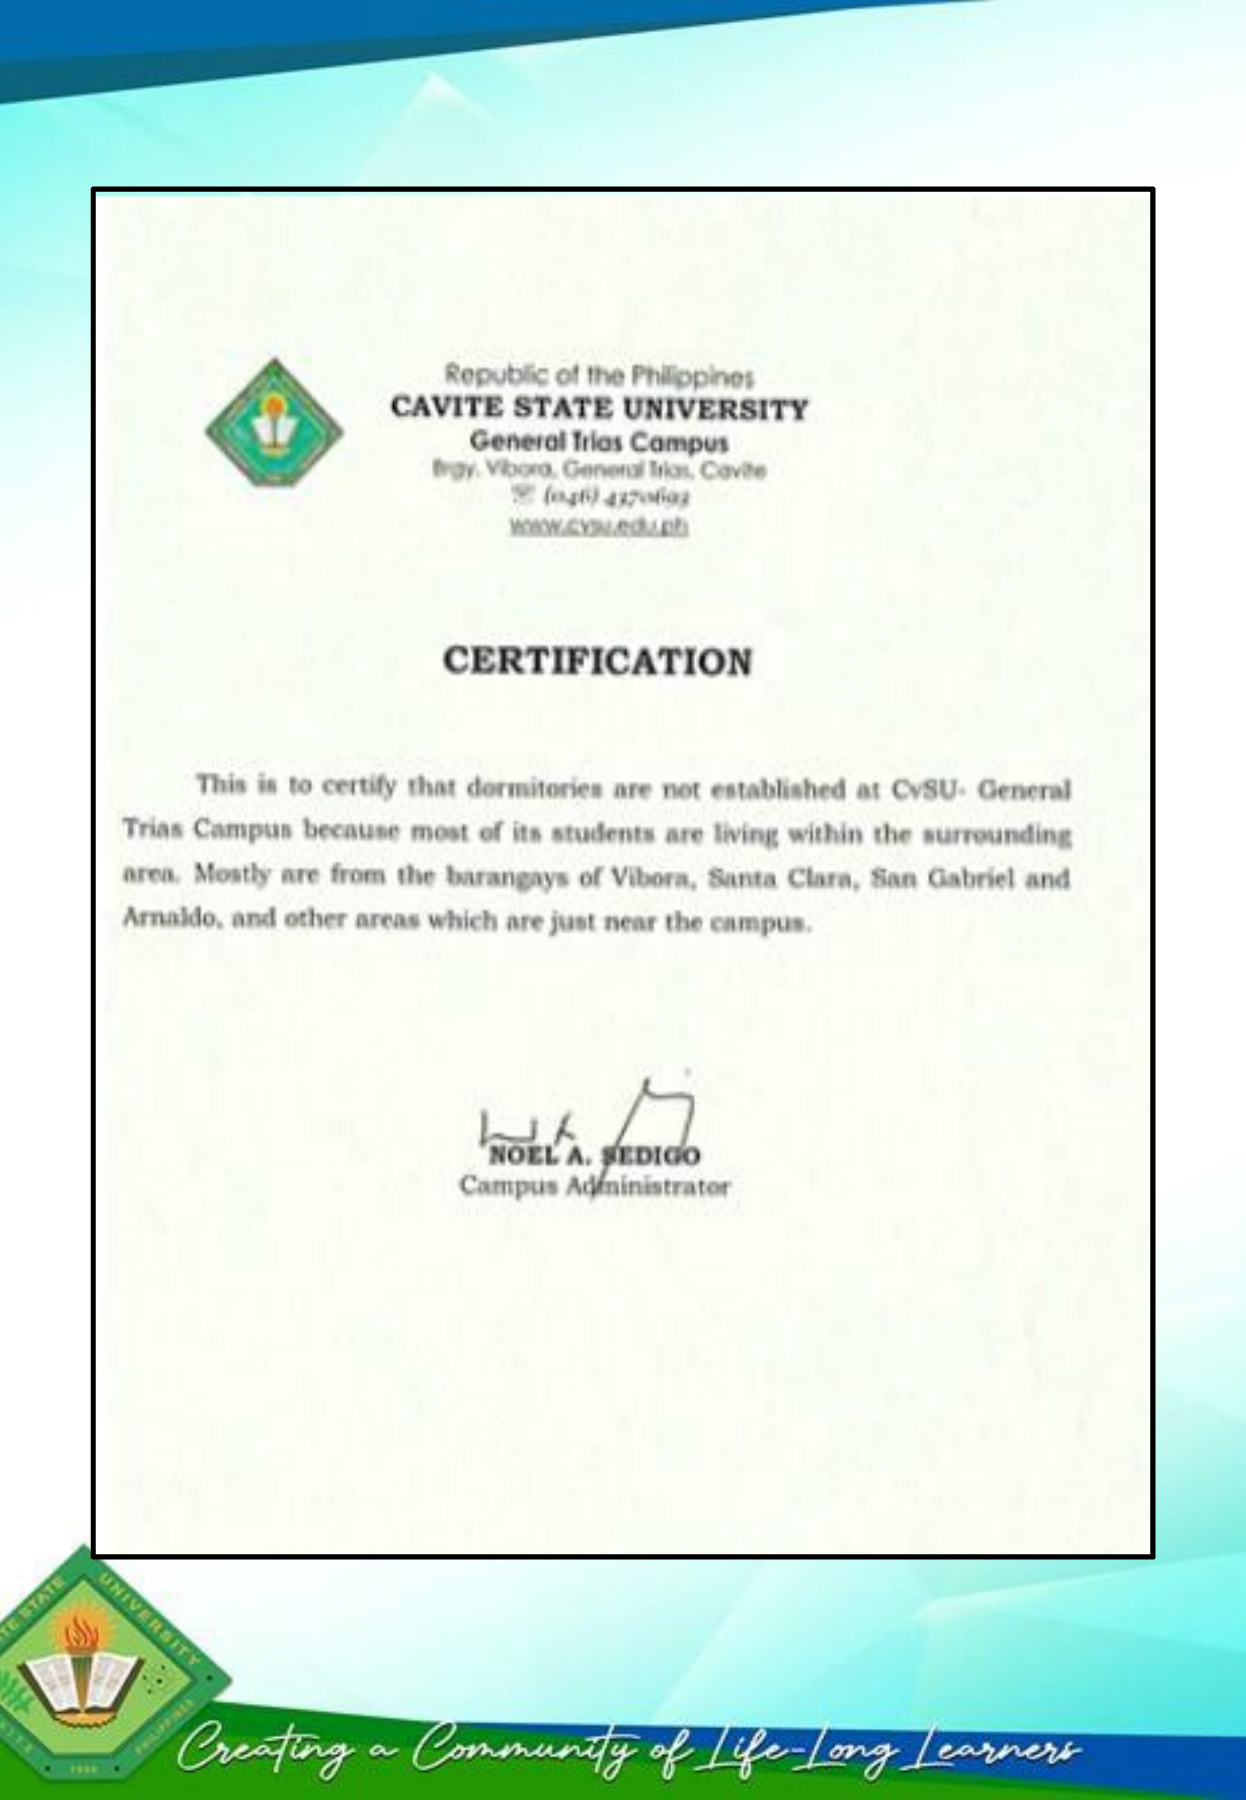 Republic of the Philippines
CAVITE STATE UNIVERSITY
General Trias Campus
Brgy. Vibora, General Trias, Cavite
☏ (046)
www.cvsu.edu.ph
CERTIFICATION
This is to certify that dormitories are not established at CvSU- General
Trias Campus because most of its students are living within the surrounding
area. Mostly are from the barangays of Vibora, Santa Clara, San Gabriel and
Arnaldo, and other areas which are just near the campus.
NOEL A. SEDIGO
Campus Administrator
STATE UNIVERSITY
PHILIPPINES
Creating a Community of Life-Long Learners